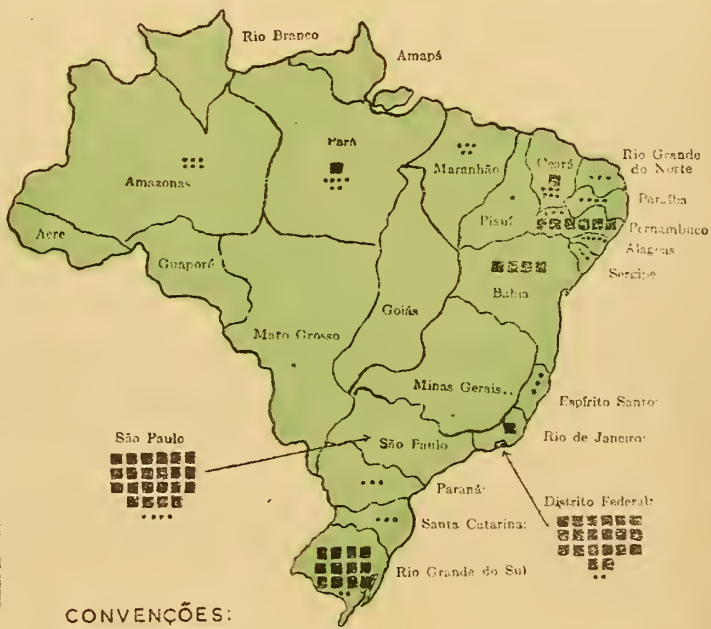 Rio Branco
Amapá
Pará
Maranhão
Ceará
Rio Grande
do Norte
Amazonas
Paraíba
Pernambuco
Piauí
Alagoas
Acre
Sergipe
Guaporé
Bahia
Goiás
Mato Grosso
Minas Gerais
Espírito Santo:
São Paulo
São Paulo
Rio de Janeiro:
Paraná:
Distrito Federal:
Santa Catarina:
Rio Grande do Sul
CONVENÇÕES: